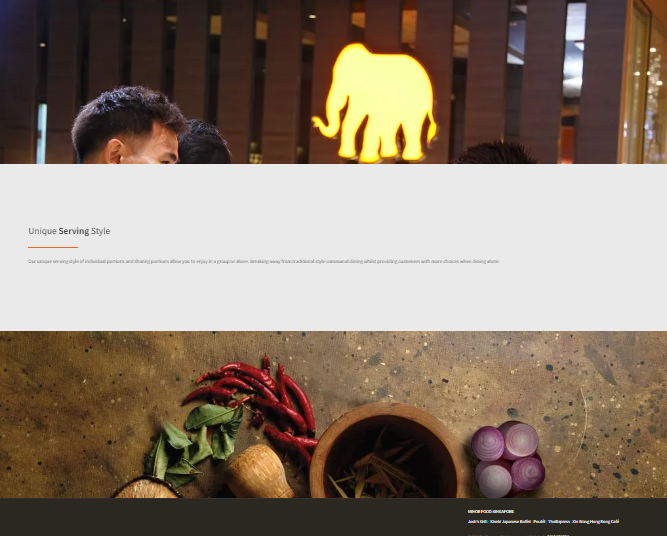 Unique Serving Style
Our unique serving style of individual portions and sharing portions allow you to enjoy in a group or alone, breaking away from traditional style communal dining whilst providing customers with more choices when dining alone.
MINOR FOOD SINGAPORE
Jack's Grill Kiseki Japanese Buffet Poulet ThaiExpress Xin Wang Hong Kong Café